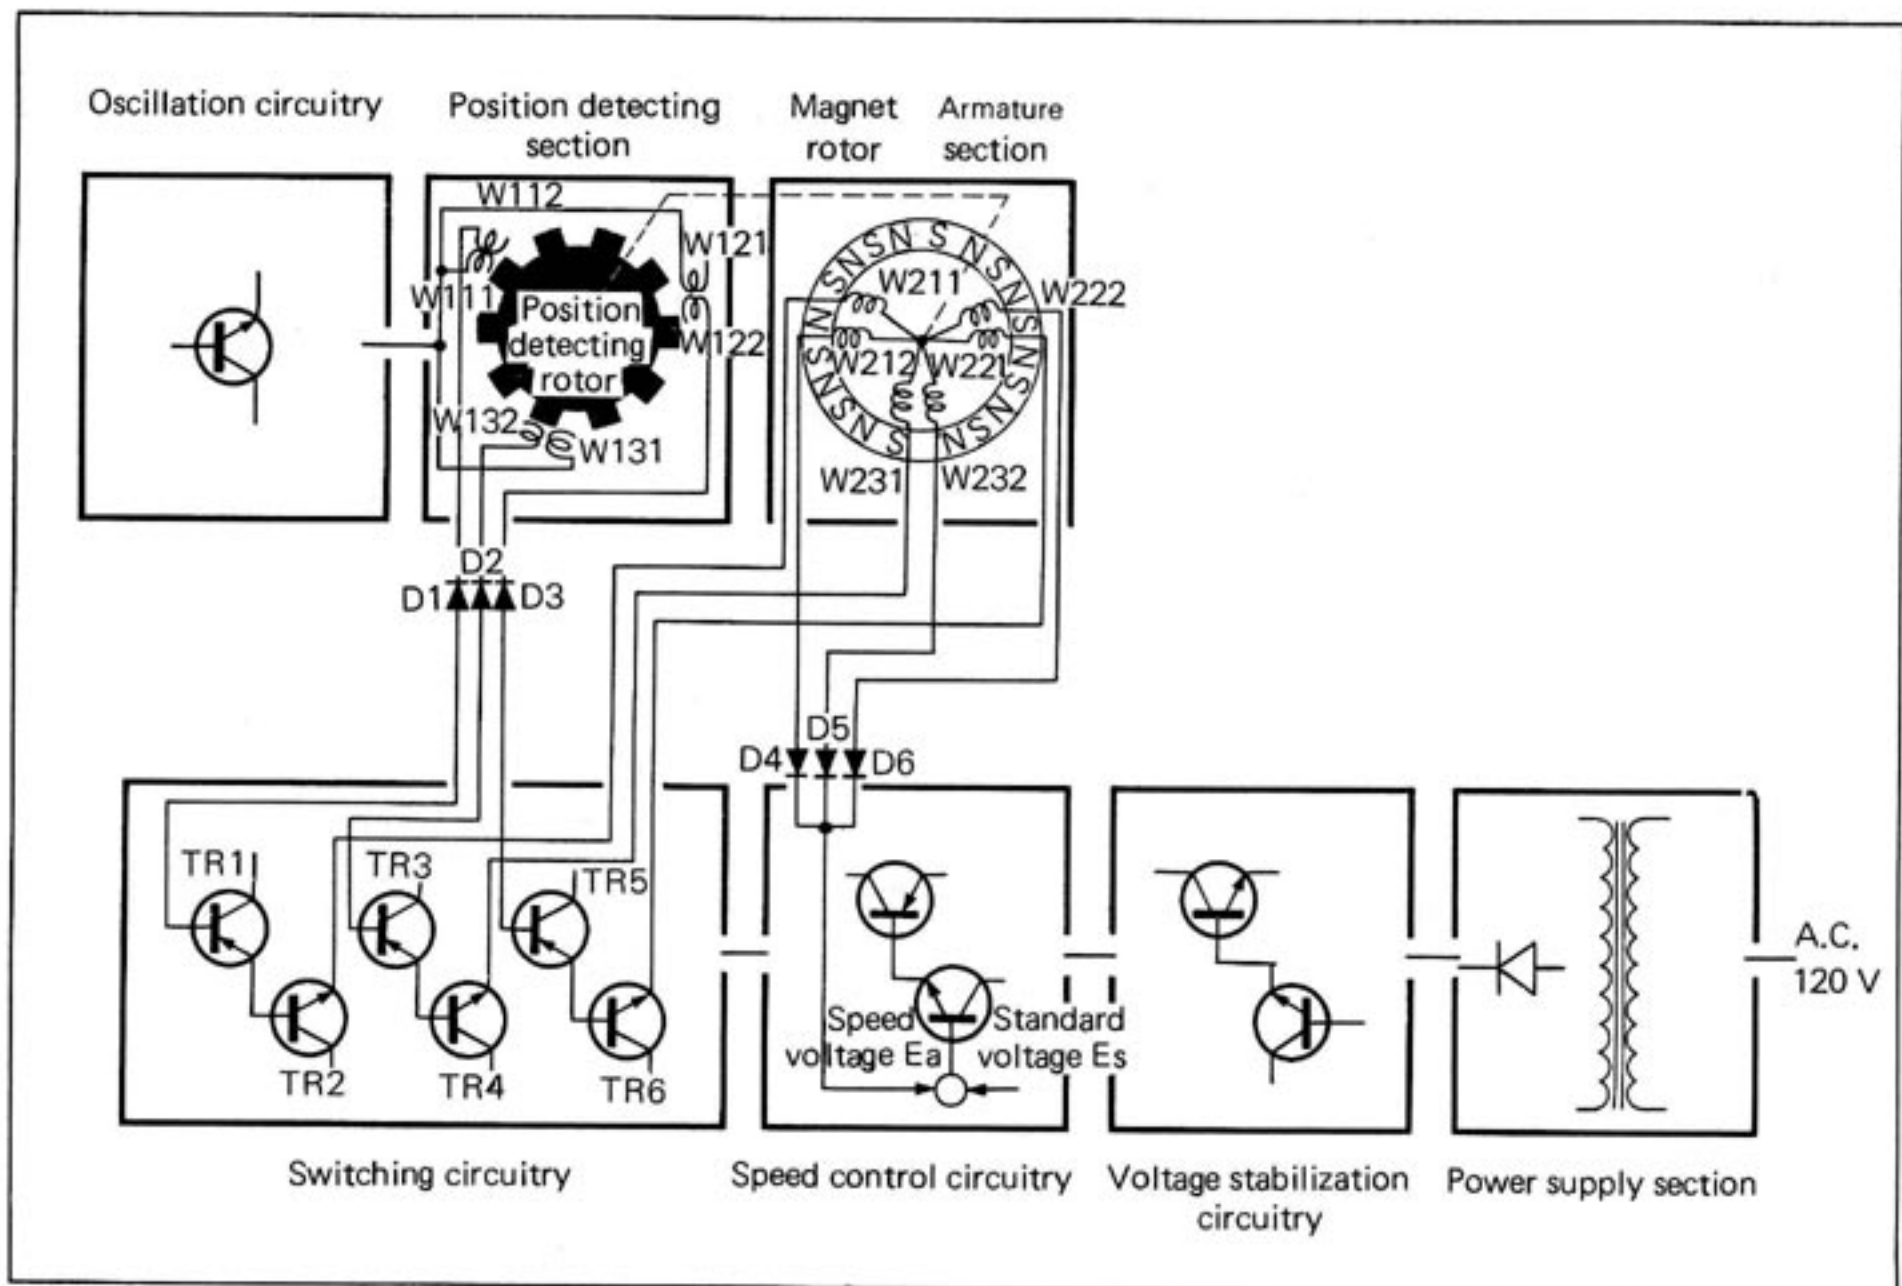 Oscillation circuitry
Position detecting
section
Magnet
rotor
Armature
section
W112
W121
W111
Position
detecting
rotor
W122
W132
W131
S N S N S N S N S N S N S N S N S N S N
W211
W222
W212
W221
W231
W232
D2
D1
D3
D5
D4
D6
TR1
TR3
TR5
TR2
TR4
TR6
Speed
voltage Ea
Standard
voltage Es
A.C.
120 V
Switching circuitry
Speed control circuitry
Voltage stabilization
circuitry
Power supply section